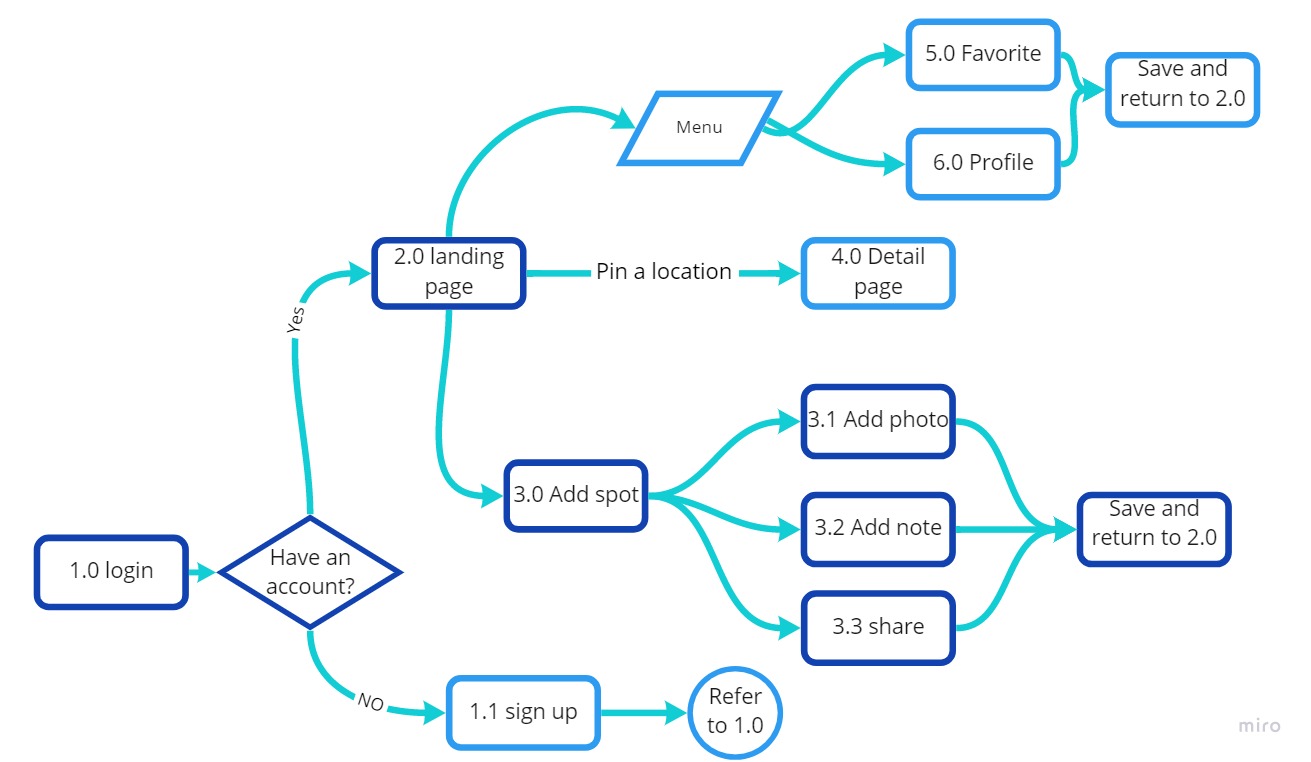 5.0 Favorite
Save and
return to 2.0
Menu
6.0 Profile
2.0 landing
page
Pin a location
4.0 Detail
page
Yes
3.1 Add photo
3.0 Add spot
3.2 Add note
Save and
return to 2.0
Have an
account?
1.0 login
3.3 share
NO
1.1 sign up
Refer
to 1.0
miro